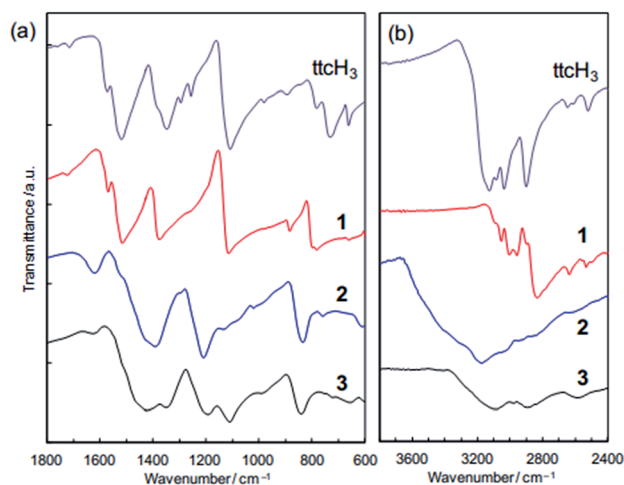 (a)
ttcH3
1
2
3
Transmittance /a.u.
1800 1600 1400 1200 1000 800 600
Wavenumber/ cm⁻¹
(b)
ttcH3
1
2
3
3600 3200 2800 2400
Wavenumber/ cm⁻¹